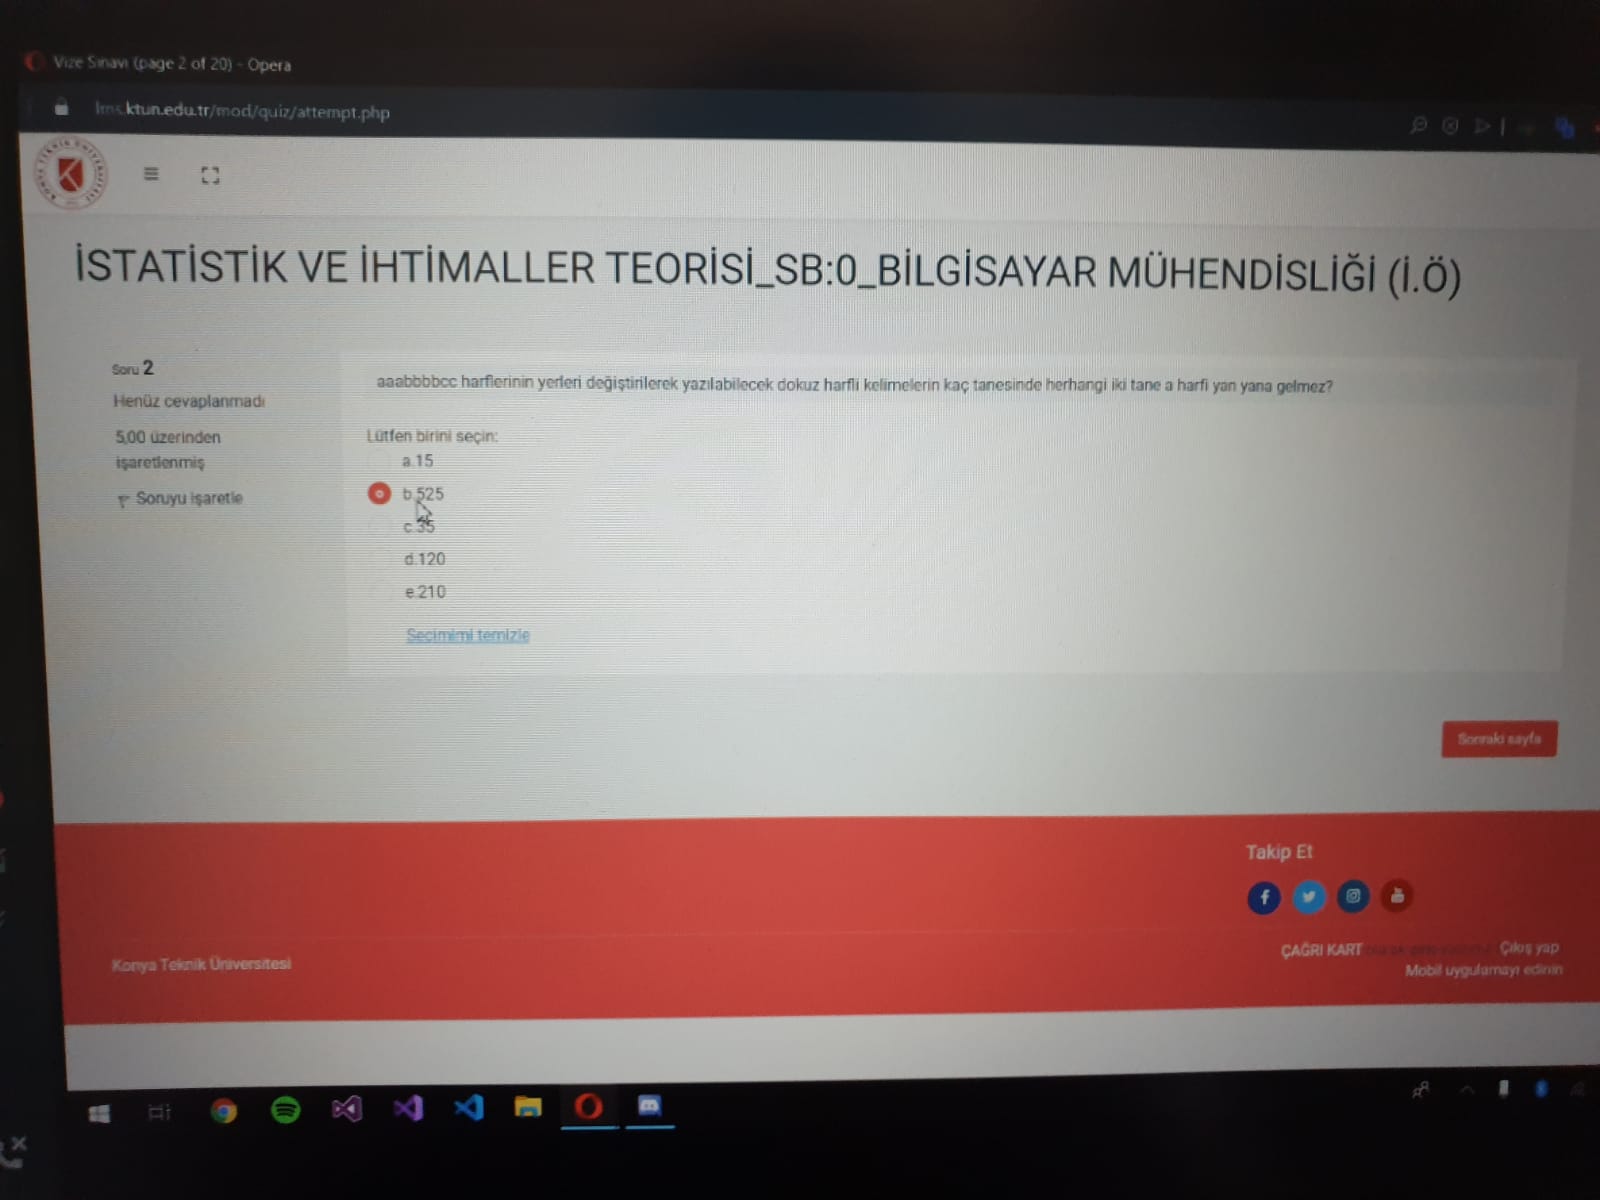 Vize Sınavı (page 2 of 20) - Opera
lms.ktun.edu.tr/mod/quiz/attempt.php
İSTATİSTİK VE İHTİMALLER TEORİSİ_SB:0_BİLGİSAYAR MÜHENDİSLİĞİ (İ.Ö)
Soru 2
Henüz cevaplanmadı
5,00 üzerinden
işaretlenmiş
Soruyu işaretle
aaabbbbcc harflerinin yerleri değiştirilerek yazılabilecek dokuz harfli kelimelerin kaç tanesinde herhangi iki tane a harfi yan yana gelmez?
Lütfen birini seçin:
a.15
b.525
c.35
d.120
e.210
Seçimimi temizle
Sonraki sayfa
Takip Et
Konya Teknik Üniversitesi
ÇAĞRI KART Çıkış yap
Mobil uygulamayı edinin